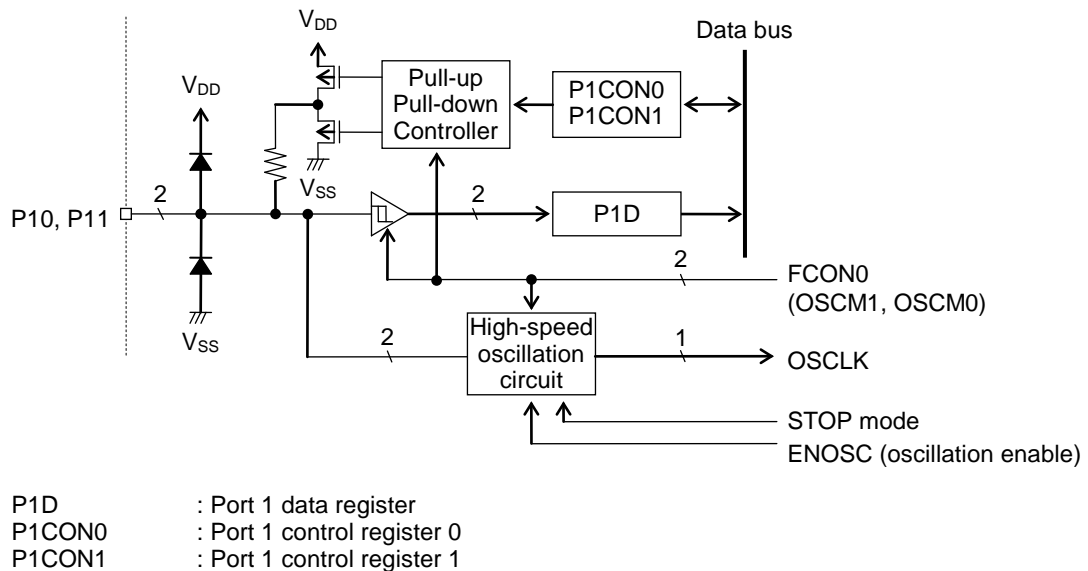 VDD
Data bus
VDD
Pull-up
Pull-down
Controller
P1CON0
P1CON1
VSS
P10, P11
2
2
P1D
2
FCON0
(OSCM1, OSCM0)
VSS
2
High-speed
oscillation
circuit
1
OSCLK
STOP mode
ENOSC (oscillation enable)
P1D : Port 1 data register
P1CON0 : Port 1 control register 0
P1CON1 : Port 1 control register 1